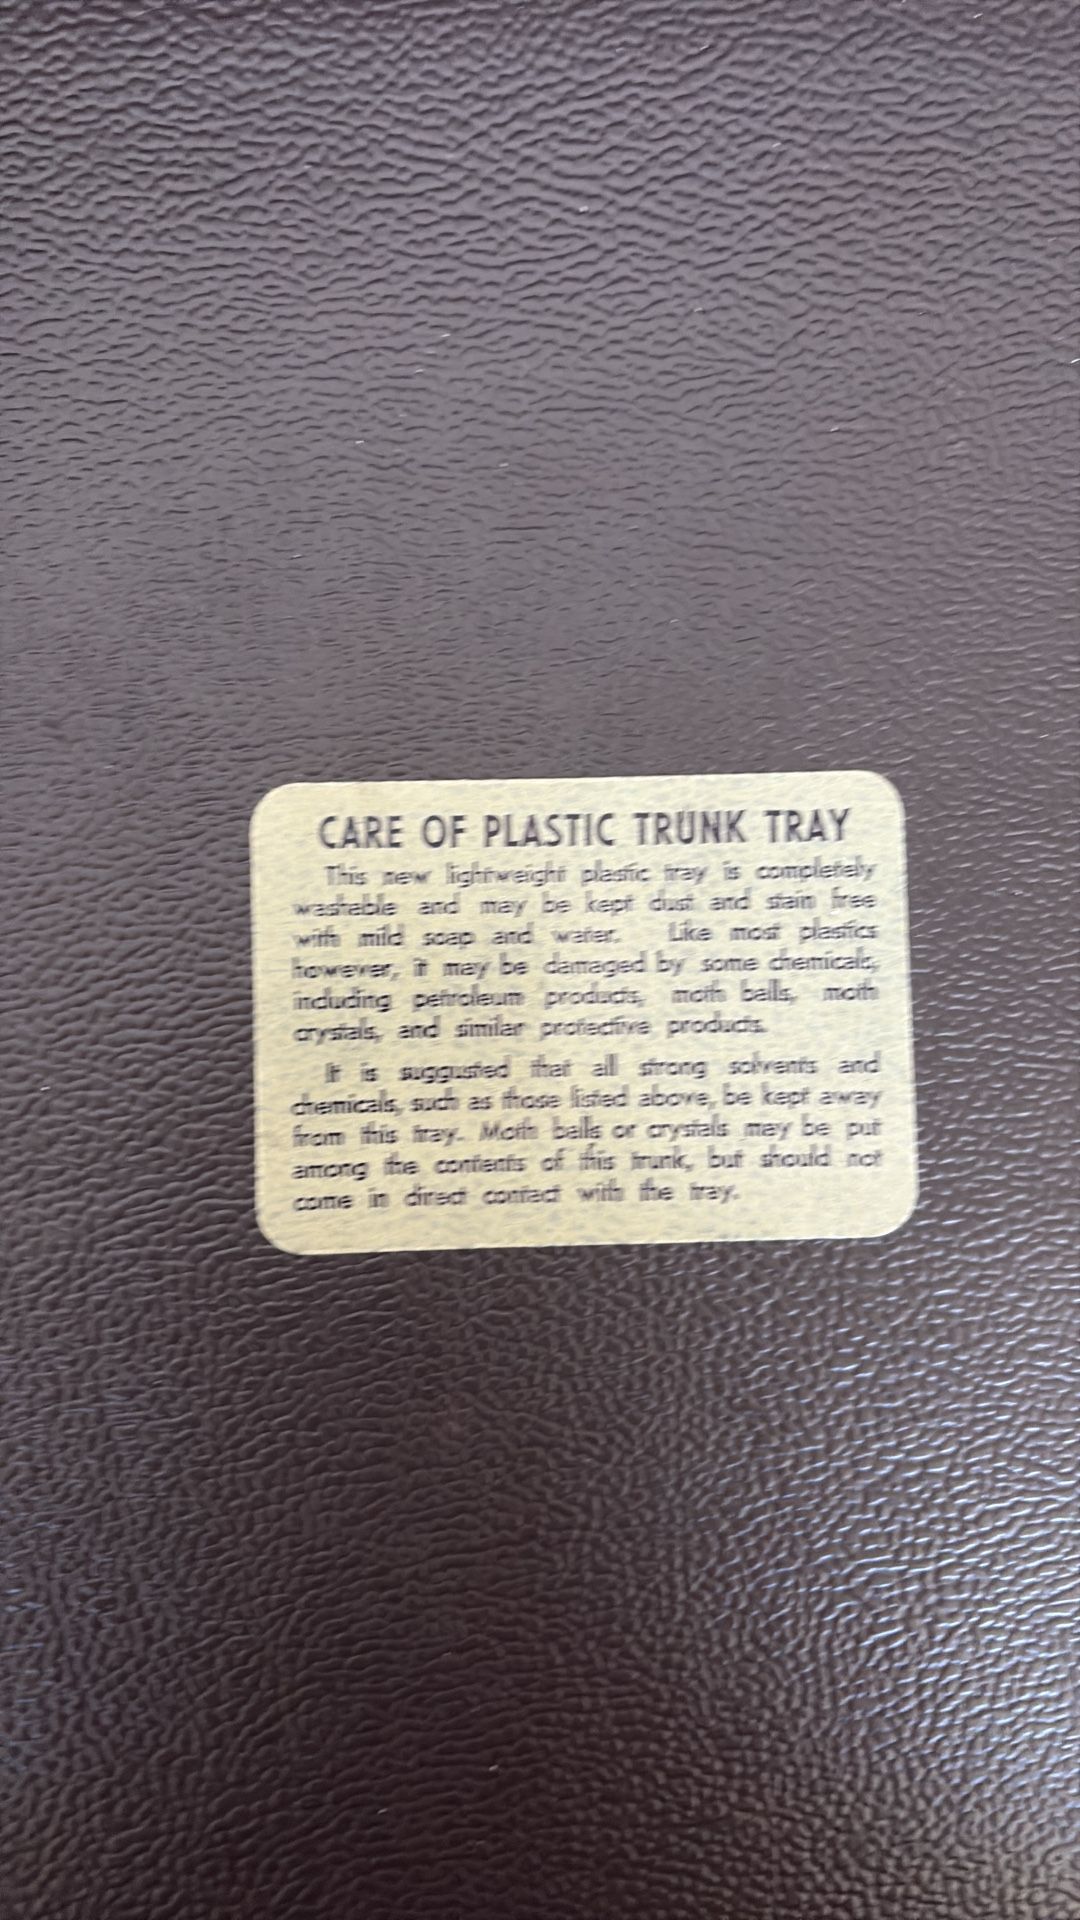 CARE OF PLASTIC TRUNK TRAY
This new lightweight plastic tray is completely
washable and may be kept dust and stain free
with mild soap and water. Like most plastics
however, it may be damaged by some chemicals,
including petroleum products, moth balls, moth
crystals, and similar protective products.
It is suggusted that all strong solvents and
chemicals, such as those listed above, be kept away
from this tray. Moth balls or crystals may be put
among the contents of this trunk, but should not
come in direct contact with the tray.